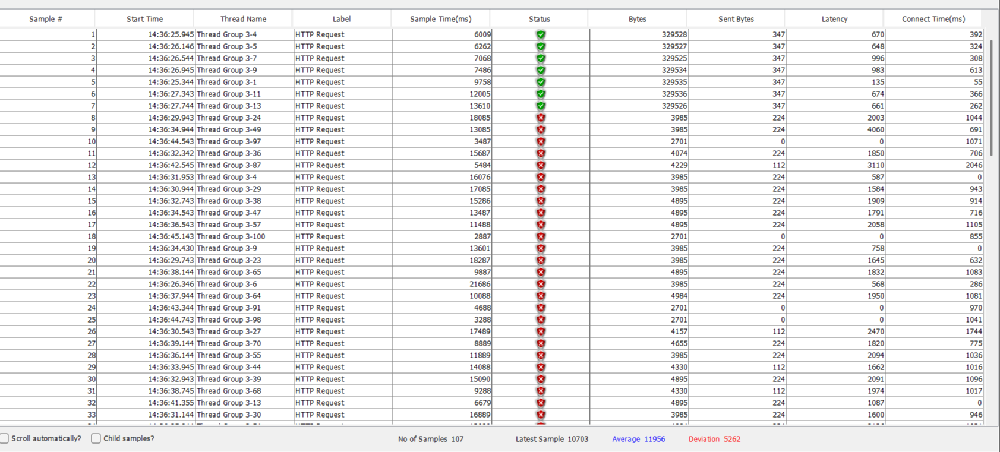 Sample # Start Time Thread Name Label Sample Time(ms) Status Bytes Sent Bytes Latency Connect Time(ms)
1 14:36:25.945 Thread Group 3-4 HTTP Request 6009 329528 347 670 392
2 14:36:26.146 Thread Group 3-5 HTTP Request 6262 329527 347 648 324
3 14:36:26.544 Thread Group 3-7 HTTP Request 7068 329525 347 996 308
4 14:36:26.945 Thread Group 3-9 HTTP Request 7486 329534 347 983 613
5 14:36:25.344 Thread Group 3-1 HTTP Request 9758 329535 347 135 55
6 14:36:27.343 Thread Group 3-11 HTTP Request 12005 329536 347 674 366
7 14:36:27.744 Thread Group 3-13 HTTP Request 13610 329526 347 661 262
8 14:36:29.943 Thread Group 3-24 HTTP Request 18085 3985 224 2003 1044
9 14:36:34.944 Thread Group 3-49 HTTP Request 13085 3985 224 4060 691
10 14:36:44.543 Thread Group 3-97 HTTP Request 3487 2701 0 0 1071
11 14:36:32.342 Thread Group 3-36 HTTP Request 15687 4074 224 1850 706
12 14:36:42.545 Thread Group 3-87 HTTP Request 5484 4229 112 3110 2046
13 14:36:31.953 Thread Group 3-4 HTTP Request 16076 3985 224 587 0
14 14:36:30.944 Thread Group 3-29 HTTP Request 17085 3985 224 1584 943
15 14:36:32.743 Thread Group 3-38 HTTP Request 15286 4895 224 1909 914
16 14:36:34.543 Thread Group 3-47 HTTP Request 13487 4895 224 1791 716
17 14:36:36.543 Thread Group 3-57 HTTP Request 11488 4895 224 2058 1105
18 14:36:45.143 Thread Group 3-100 HTTP Request 2887 2701 0 0 855
19 14:36:34.430 Thread Group 3-9 HTTP Request 13601 3985 224 758 0
20 14:36:29.743 Thread Group 3-23 HTTP Request 18287 3985 224 1645 632
21 14:36:38.144 Thread Group 3-65 HTTP Request 9887 4895 224 1832 1083
22 14:36:26.346 Thread Group 3-6 HTTP Request 21686 3985 224 568 286
23 14:36:37.944 Thread Group 3-64 HTTP Request 10088 4984 224 1950 1081
24 14:36:43.344 Thread Group 3-91 HTTP Request 4688 2701 0 0 970
25 14:36:44.743 Thread Group 3-98 HTTP Request 3288 2701 0 0 1041
26 14:36:30.543 Thread Group 3-27 HTTP Request 17489 4157 112 2470 1744
27 14:36:39.144 Thread Group 3-70 HTTP Request 8889 4655 224 1820 775
28 14:36:36.144 Thread Group 3-55 HTTP Request 11889 3985 224 2094 1036
29 14:36:33.945 Thread Group 3-44 HTTP Request 14088 4330 112 1662 1016
30 14:36:32.943 Thread Group 3-39 HTTP Request 15090 4895 224 2091 1096
31 14:36:38.745 Thread Group 3-68 HTTP Request 9288 4330 112 1974 1017
32 14:36:41.355 Thread Group 3-13 HTTP Request 6679 4895 224 1087 0
33 14:36:31.144 Thread Group 3-30 HTTP Request 16889 3985 224 1600 946
Scroll automatically? Child samples? No of Samples 107 Latest Sample 10703 Average 11956 Deviation 5262